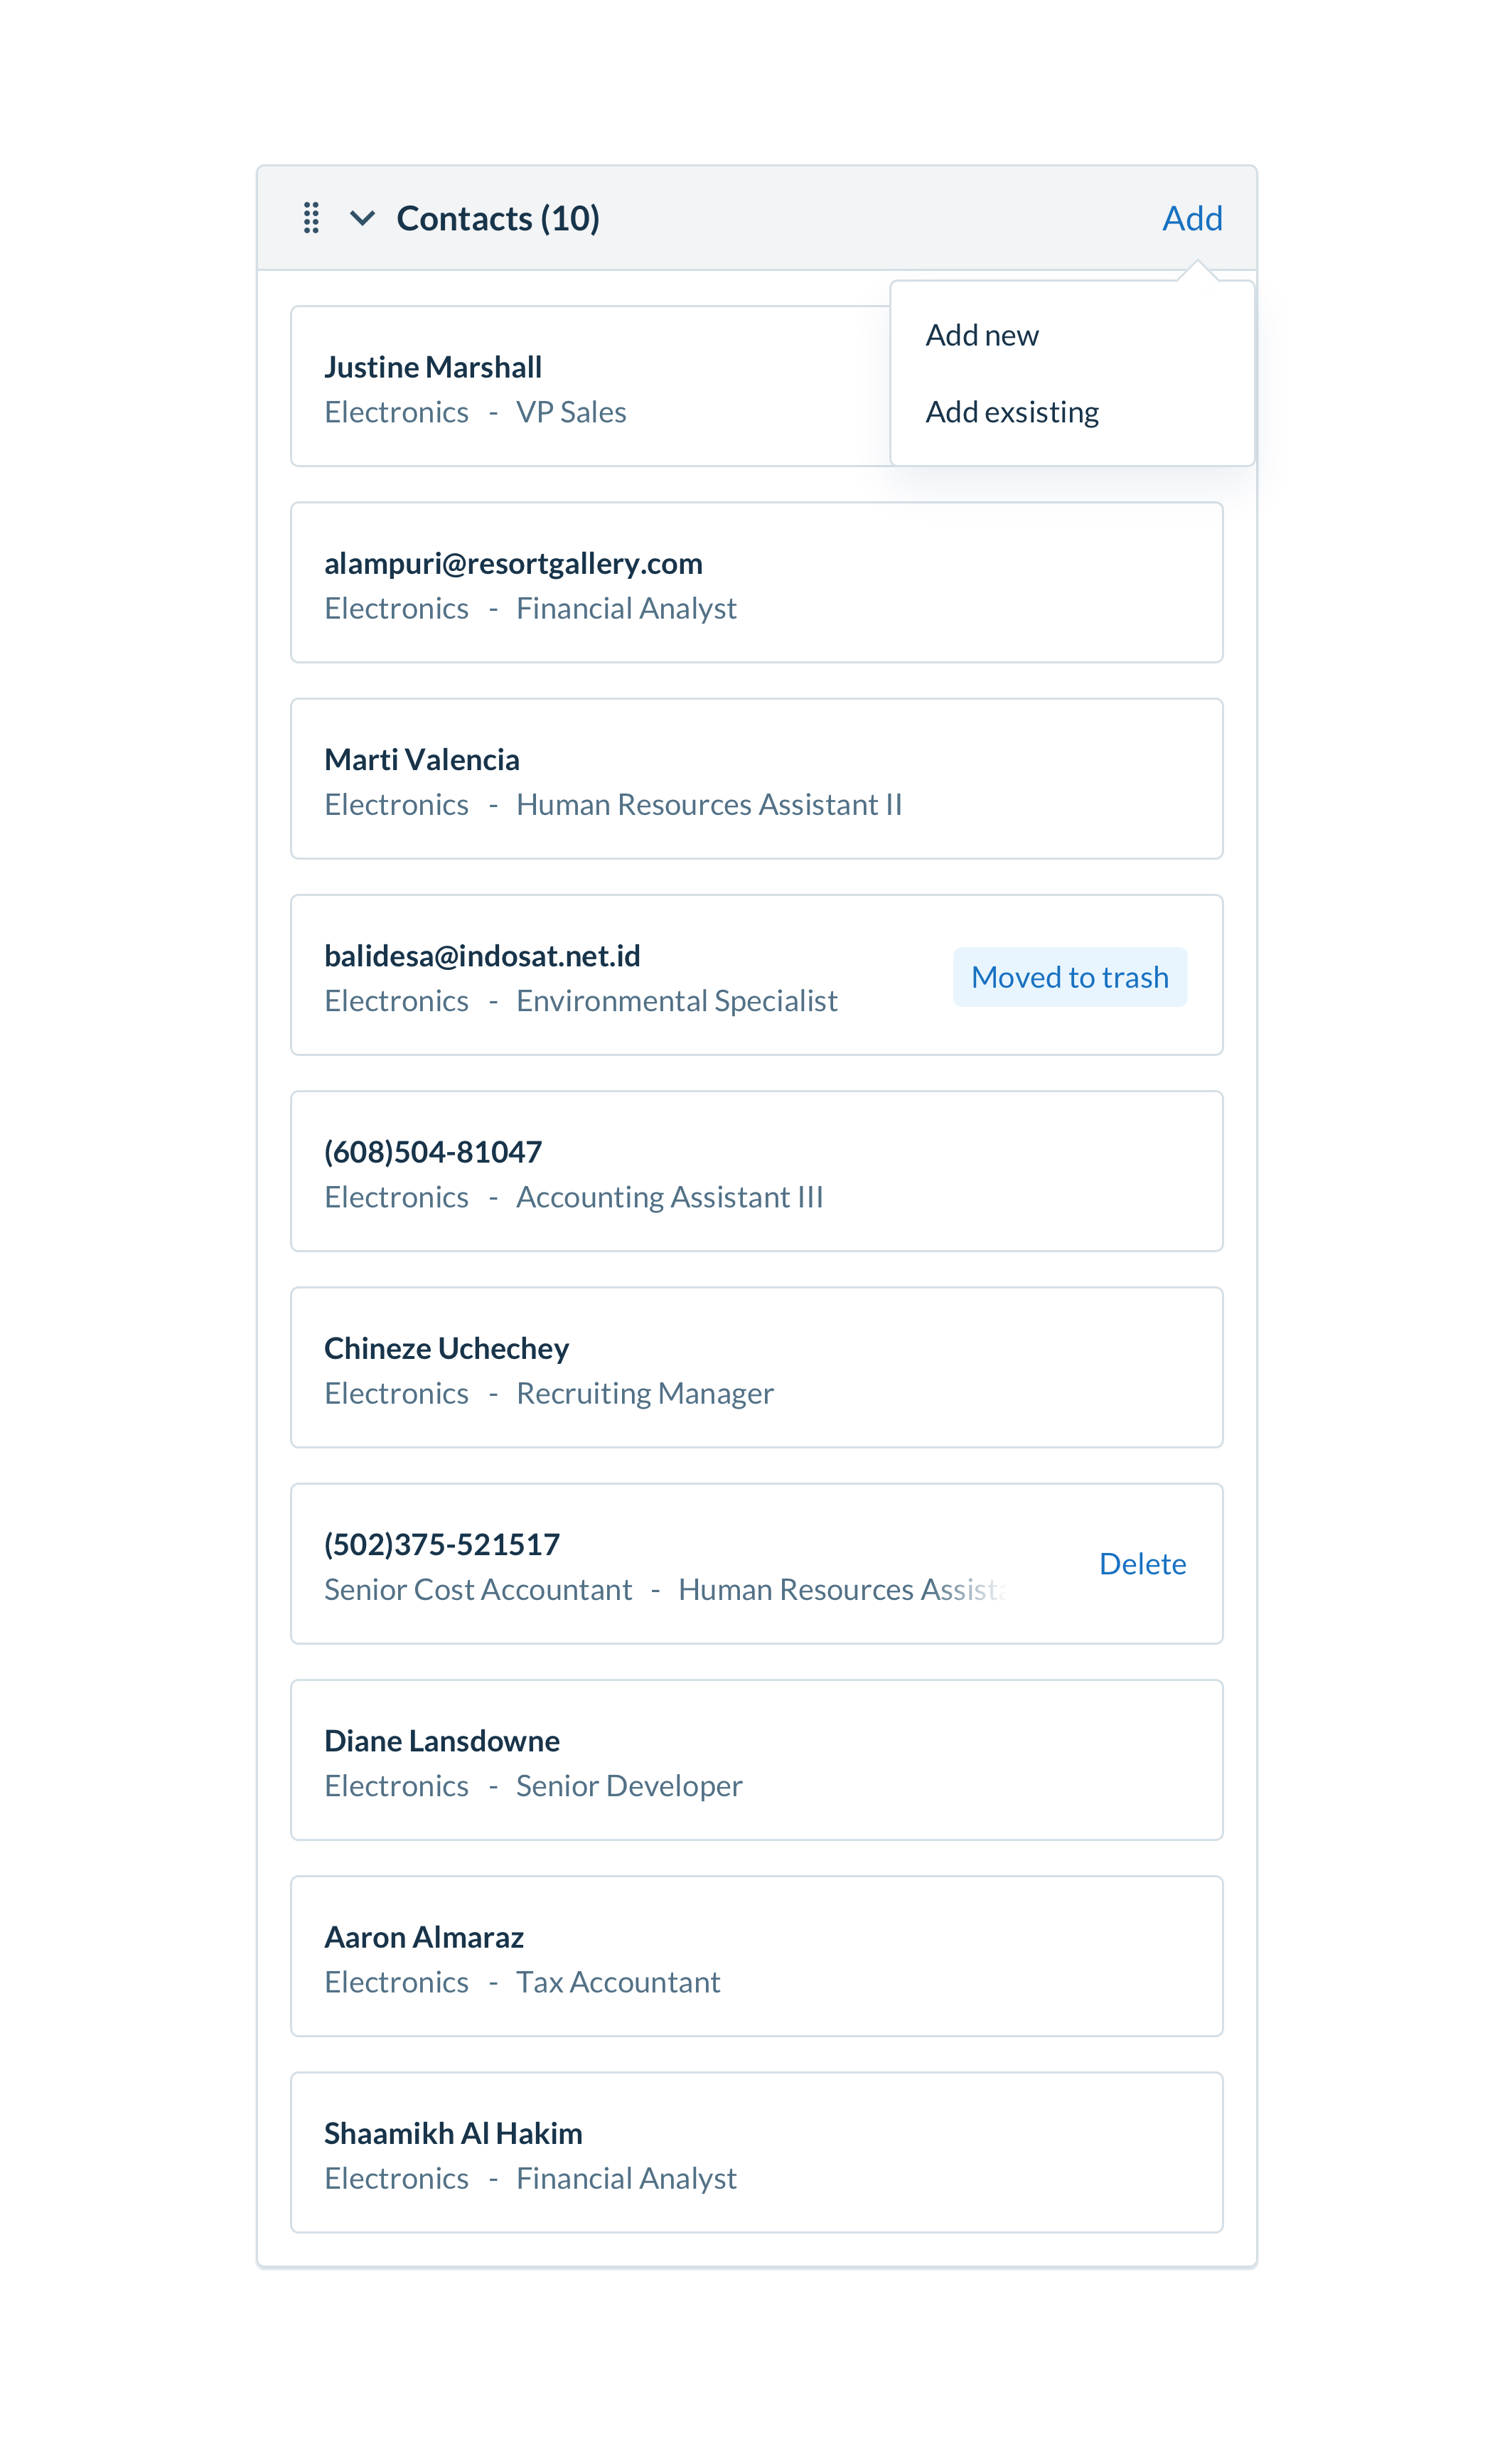 Contacts (10)
Add
Add new
Add exsisting
Justine Marshall
Electronics - VP Sales
alampuri@resortgallery.com
Electronics - Financial Analyst
Marti Valencia
Electronics - Human Resources Assistant II
balidesa@indosat.net.id
Electronics - Environmental Specialist
Moved to trash
(608)504-81047
Electronics - Accounting Assistant III
Chineze Uchechey
Electronics - Recruiting Manager
(502)375-521517
Senior Cost Accountant - Human Resources Assista
Delete
Diane Lansdowne
Electronics - Senior Developer
Aaron Almaraz
Electronics - Tax Accountant
Shaamikh Al Hakim
Electronics - Financial Analyst